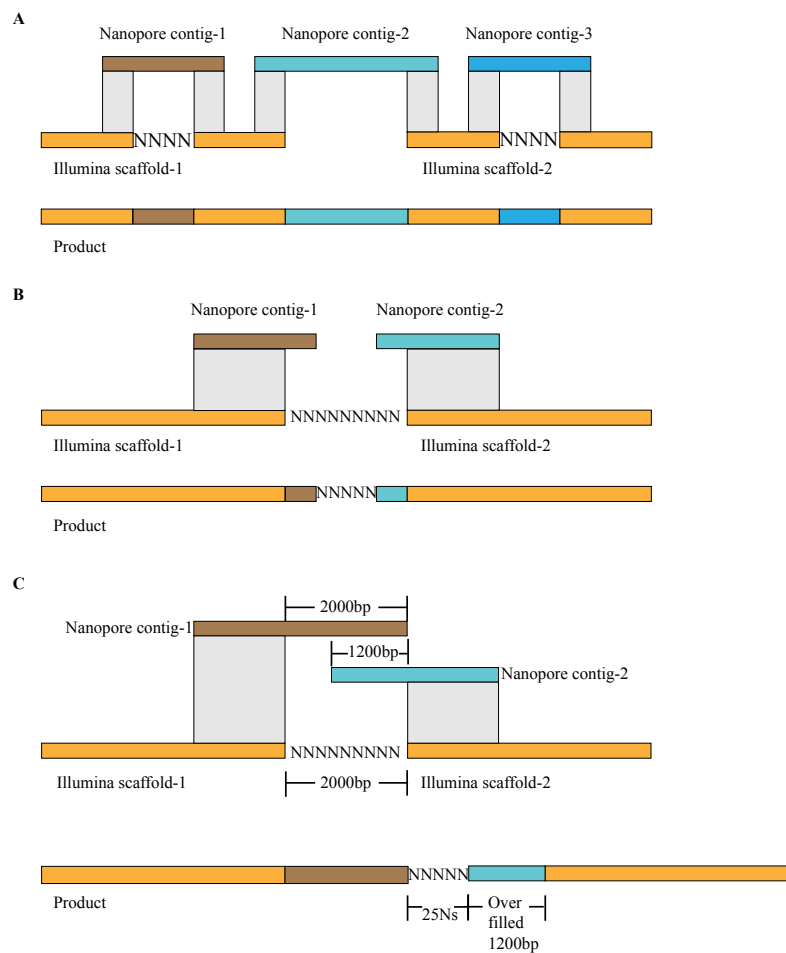 A
Nanopore contig-1
Nanopore contig-2
Nanopore contig-3
NNNN
NNNN
Illumina scaffold-1
Illumina scaffold-2
Product
B
Nanopore contig-1
Nanopore contig-2
NNNNNNNNN
Illumina scaffold-1
Illumina scaffold-2
NNNNN
Product
C
2000bp
Nanopore contig-1
1200bp
Nanopore contig-2
NNNNNNNNN
Illumina scaffold-1
2000bp
Illumina scaffold-2
NNNNN
Product
25Ns
Over
filled
1200bp